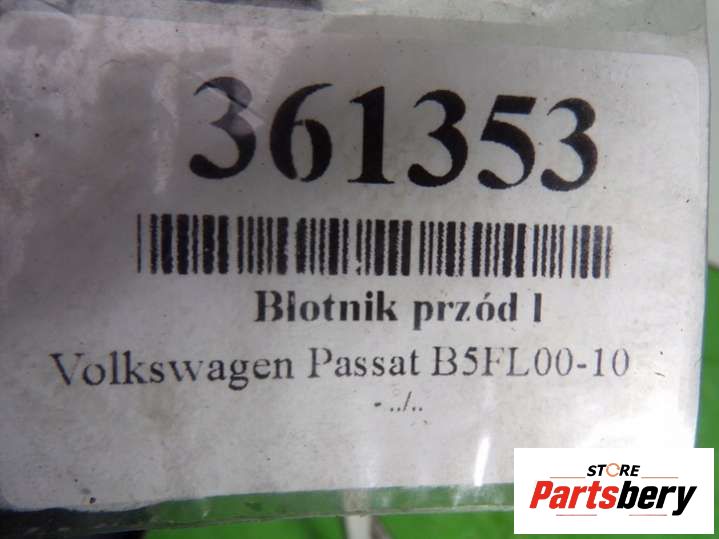 361353
Błotnik przód l
Volkswagen Passat B5FL00-10
- ../..
STORE
Partsbery